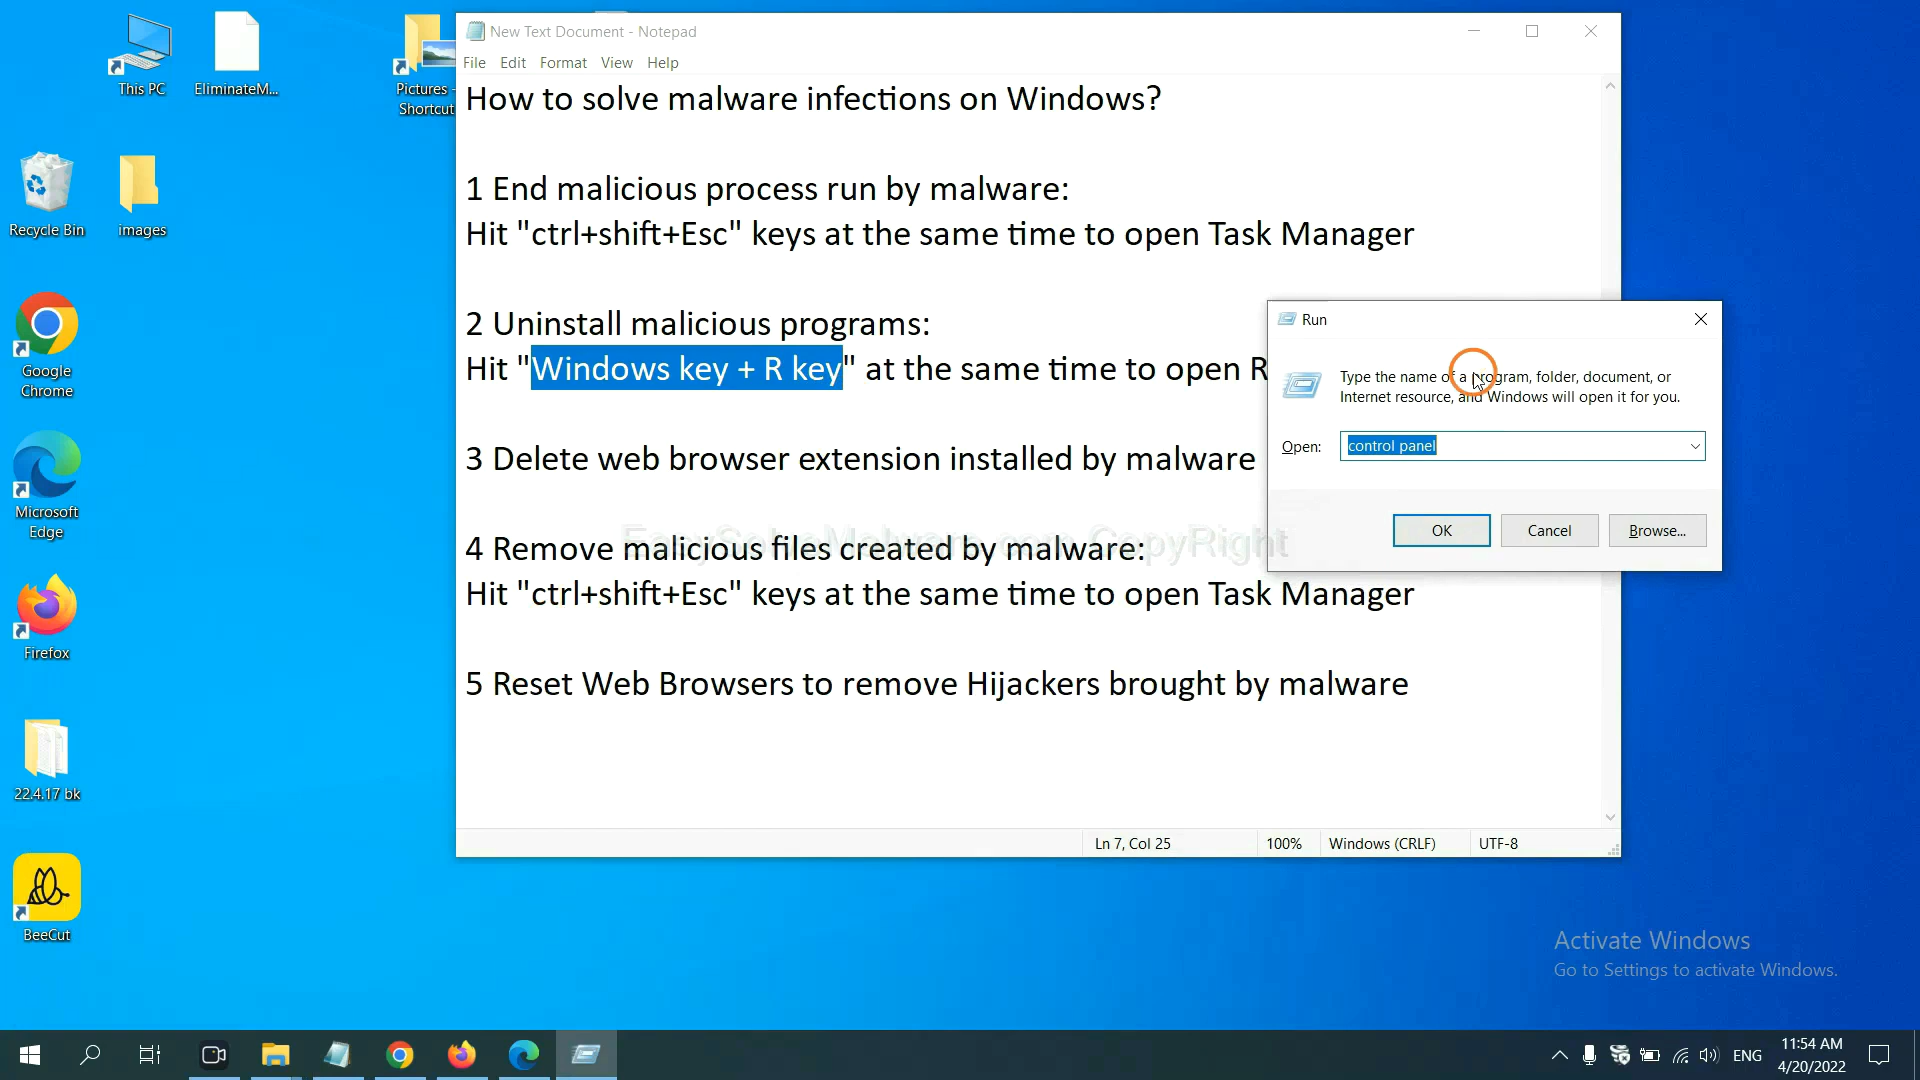 This PC
EliminateM...
Pictures -
Shortcut
Recycle Bin
images
Google
Chrome
Microsoft
Edge
Firefox
22.4.17 bk
BeeCut
New Text Document - Notepad
File Edit Format View Help
How to solve malware infections on Windows?
1 End malicious process run by malware:
Hit "ctrl+shift+Esc" keys at the same time to open Task Manager
2 Uninstall malicious programs:
Hit "Windows key + R key" at the same time to open R
3 Delete web browser extension installed by malware
4 Remove malicious files created by malware:
EasySolveMalware.com CopyRight
Hit "ctrl+shift+Esc" keys at the same time to open Task Manager
5 Reset Web Browsers to remove Hijackers brought by malware
Ln 7, Col 25 100% Windows (CRLF) UTF-8
Run
Type the name of a program, folder, document, or
Internet resource, and Windows will open it for you.
Open: control panel
OK Cancel Browse...
Activate Windows
Go to Settings to activate Windows.
ENG
11:54 AM
4/20/2022